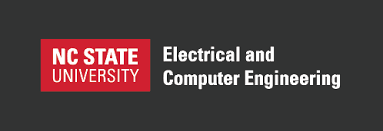 NC STATE
UNIVERSITY
Electrical and
Computer Engineering